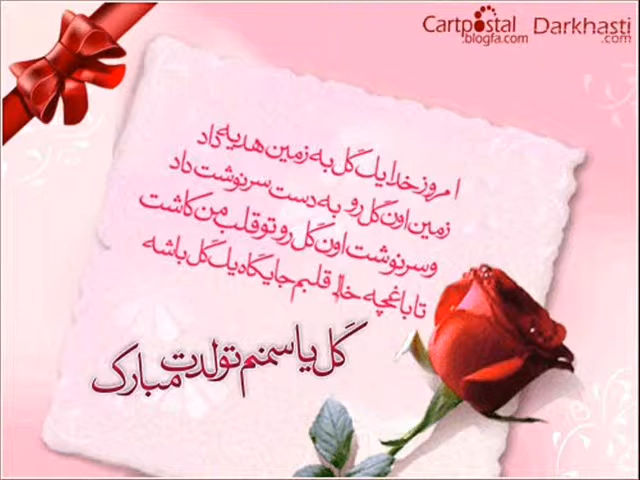 Cartpostal
.blogfa.com
Darkhasti
.com
امروز خدا یک گل به زمین هدیه داد
زمین اون گل رو به دست سرنوشت داد
و سرنوشت اون گل رو تو قلب من کاشت
تا باغچه خالی قلبم جایگاه یک گل باشه
گل یاسمنم تولدت مبارک